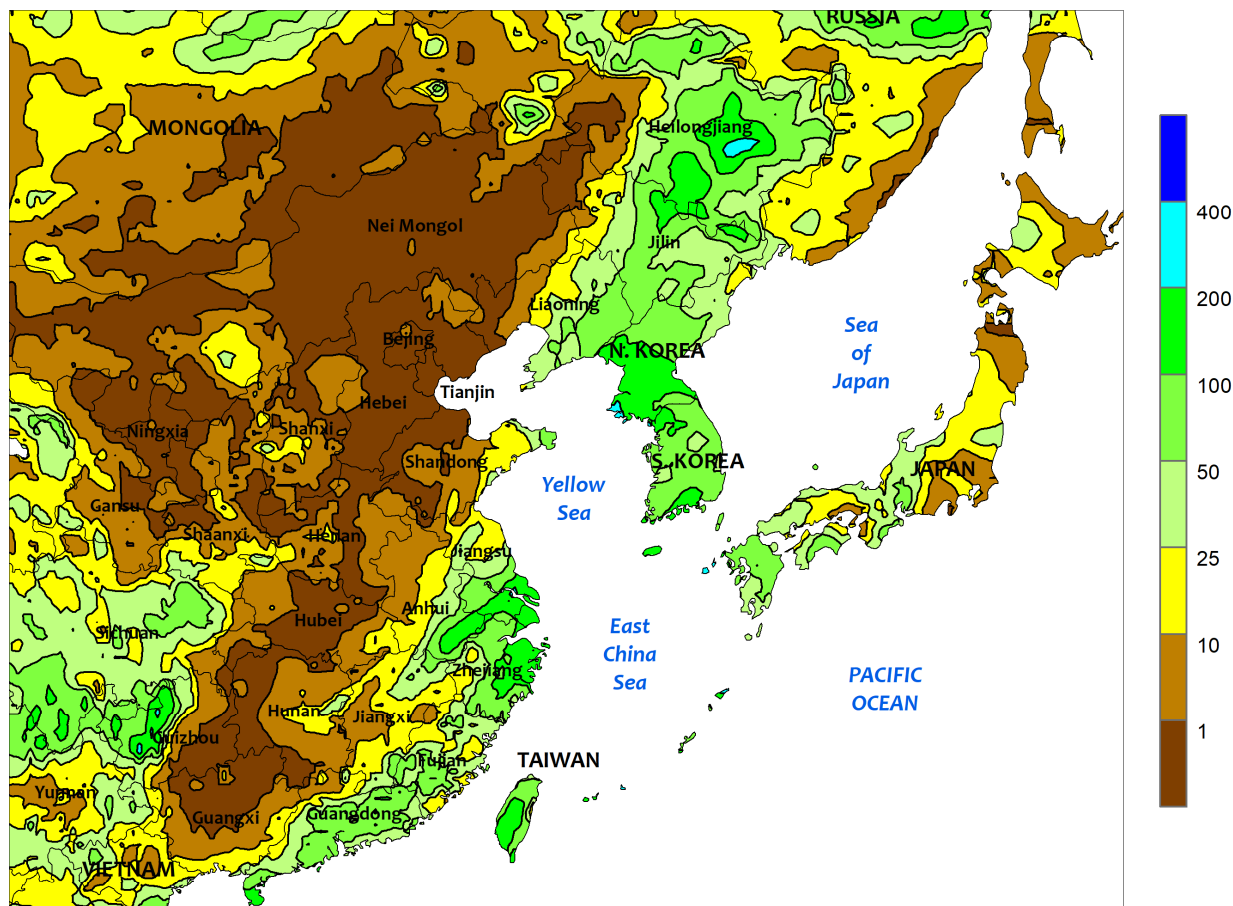 RUSSIA
MONGOLIA
Heilongjiang
Nei Mongol
Jilin
Liaoning
Bejing
N. KOREA
Sea
of
Japan
Tianjin
Hebei
Ningxia
Shanxi
Shandong
S. KOREA
JAPAN
Yellow
Sea
Gansu
Shaanxi
Henan
Jiangsu
Anhui
Hubei
Sichuan
East
China
Sea
Zhejiang
PACIFIC
OCEAN
Hunan
Jiangxi
Guizhou
Fujian
TAIWAN
Yunnan
Guangxi
Guangdong
VIETNAM
400
200
100
50
25
10
1